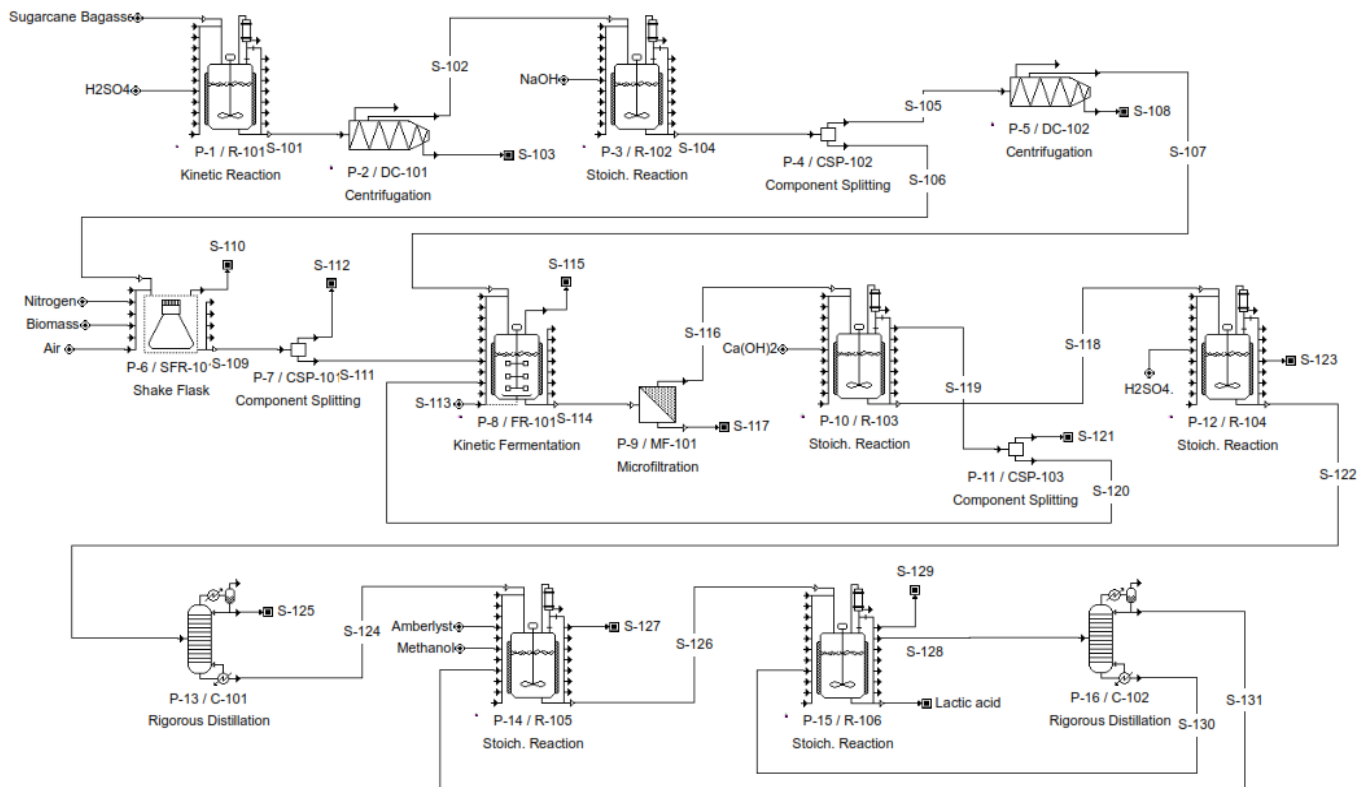 Sugarcane Bagasse
H2SO4
S-101
P-1 / R-101
Kinetic Reaction
S-102
S-103
P-2 / DC-101
Centrifugation
NaOH
S-104
P-3 / R-102
Stoich. Reaction
S-105
S-106
P-4 / CSP-102
Component Splitting
S-108
P-5 / DC-102
Centrifugation
S-107
S-110
Nitrogen
Biomass
Air
S-109
P-6 / SFR-10
Shake Flask
S-112
P-7 / CSP-101
S-111
Component Splitting
S-115
S-113
S-114
P-8 / FR-101
Kinetic Fermentation
S-116
S-117
P-9 / MF-101
Microfiltration
Ca(OH)2
P-10 / R-103
Stoich. Reaction
S-119
S-118
S-121
P-11 / CSP-103
Component Splitting
S-120
H2SO4.
S-123
P-12 / R-104
Stoich. Reaction
S-122
S-125
P-13 / C-101
Rigorous Distillation
S-124
Amberlyst
Methanol
S-127
P-14 / R-105
Stoich. Reaction
S-126
S-129
S-128
Lactic acid
P-15 / R-106
Stoich. Reaction
P-16 / C-102
Rigorous Distillation
S-130
S-131